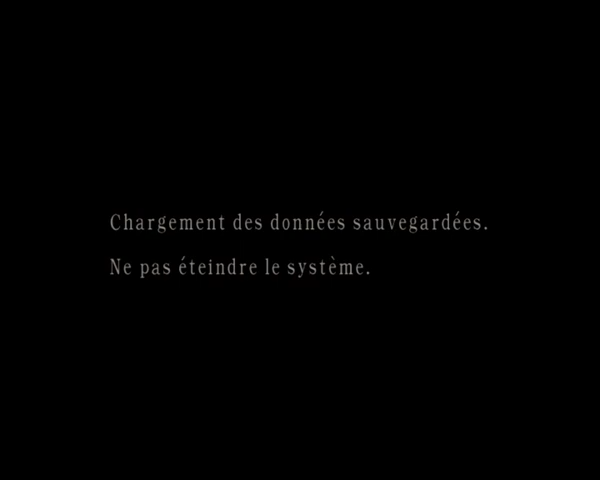 Chargement des données sauvegardées.
Ne pas éteindre le système.